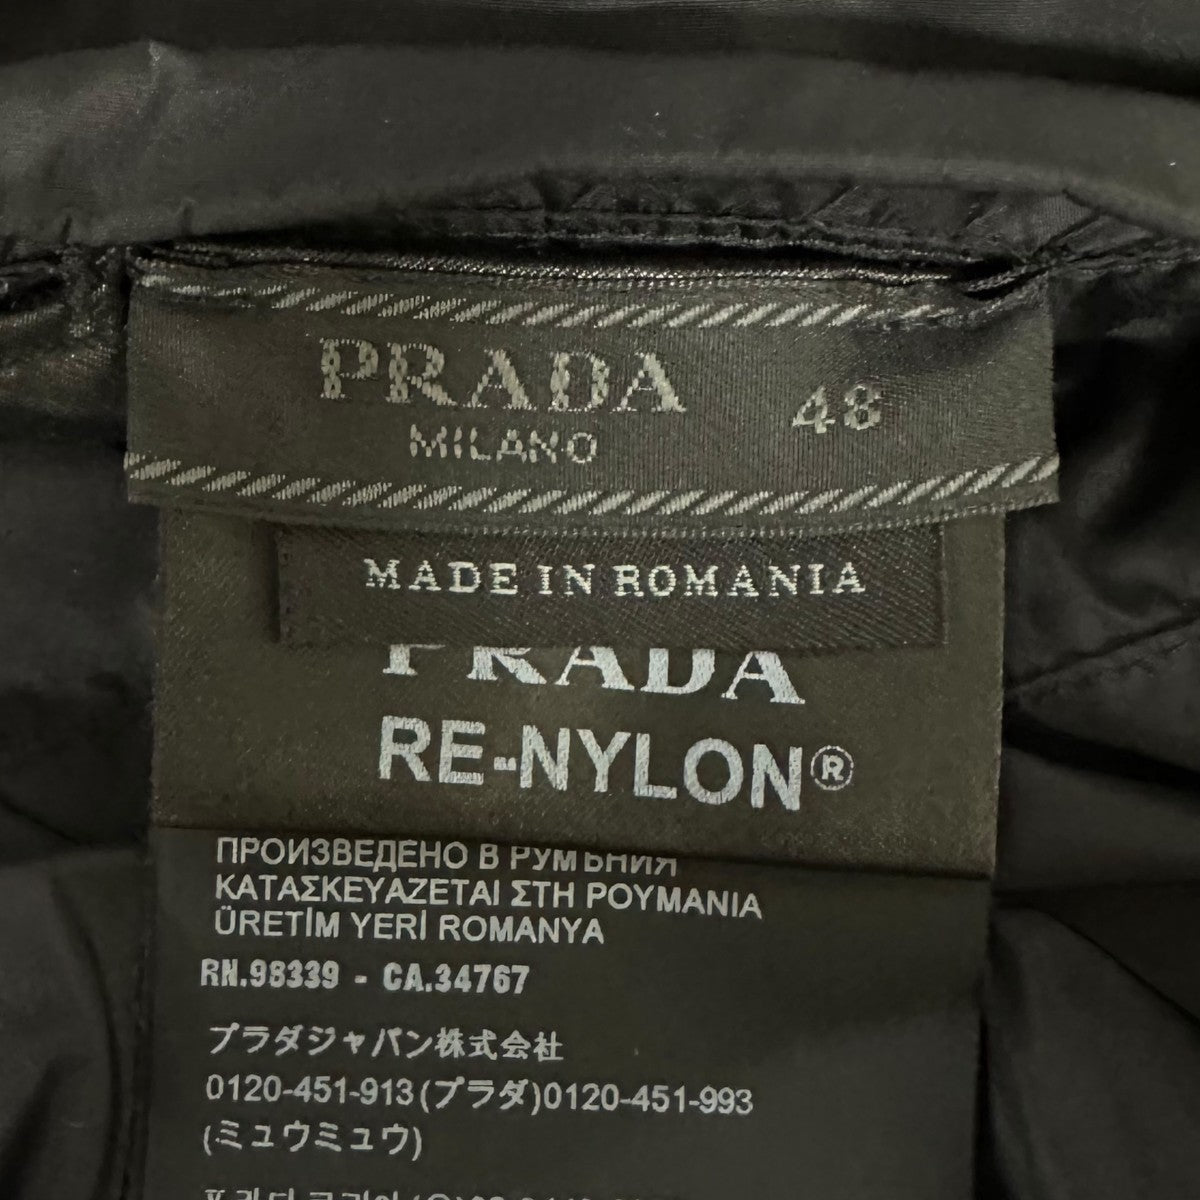 PRADA 48
MILANO
MADE IN ROMANIA
PRADA
RE-NYLON®
ПРОИЗВЕДЕНО В РУМЪНИЯ
ΚΑΤΑΣΚΕΥΑΖΕΤΑΙ ΣΤΗ ΡΟΥΜΑΝΙΑ
ÜRETİM YERİ ROMANYA
RN.98339 - CA.34767
プラダジャパン株式会社
0120-451-913(プラダ)0120-451-993
(ミュウミュウ)